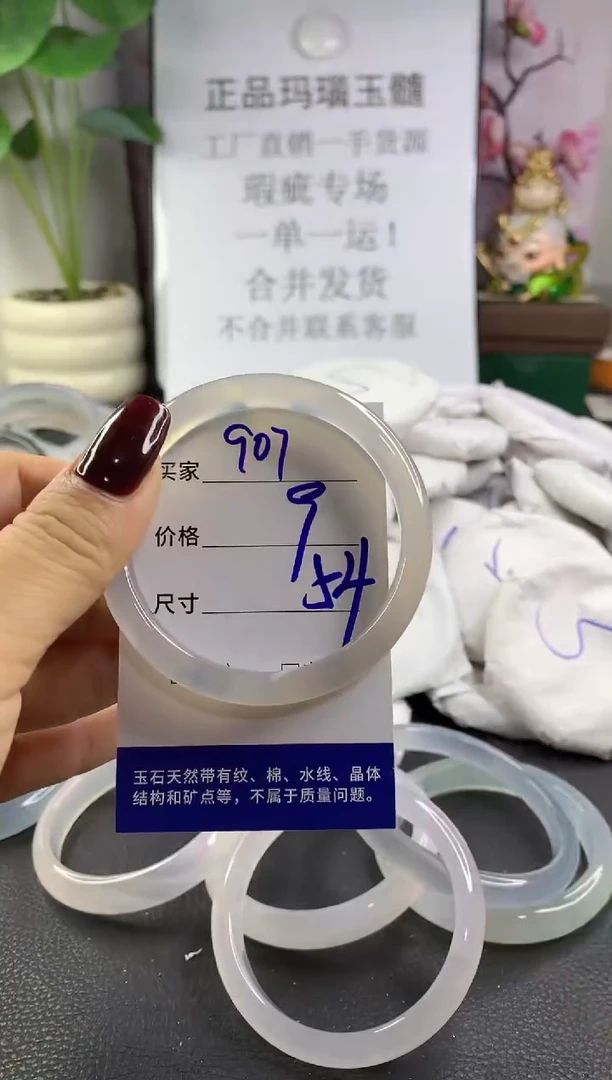 正品玛瑙玉髓
工厂直销一手货源
瑕疵专场
一单一运！
合并发货
不合并联系客服
买家 907
价格 9
尺寸 54
玉石天然带有纹、棉、水线、晶体
结构和矿点等，不属于质量问题。